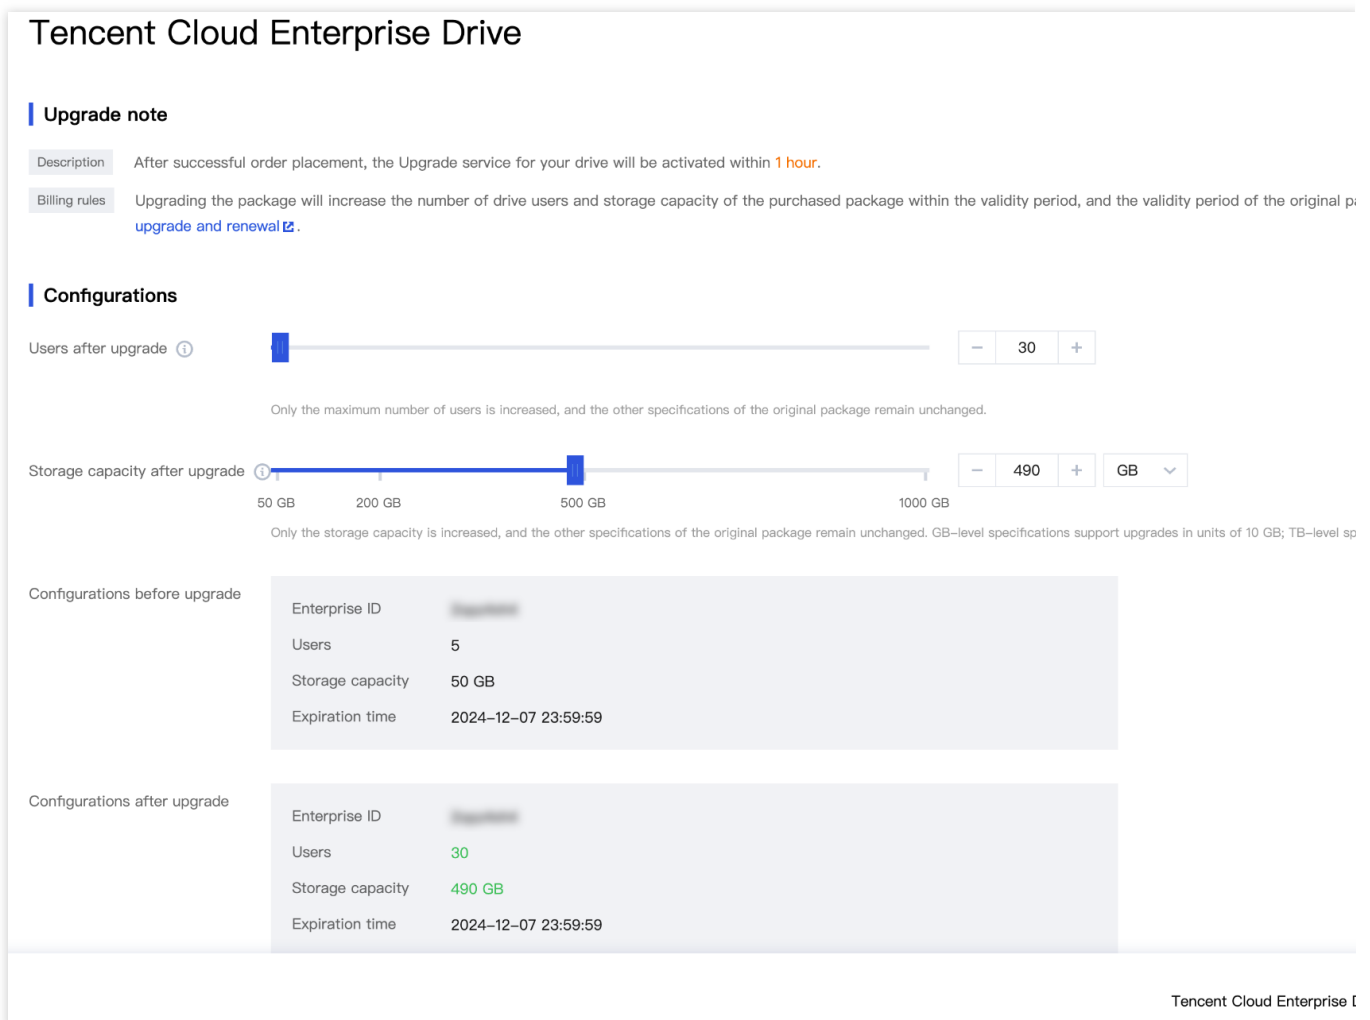 Tencent Cloud Enterprise Drive
Upgrade note
Description After successful order placement, the Upgrade service for your drive will be activated within 1 hour.
Billing rules Upgrading the package will increase the number of drive users and storage capacity of the purchased package within the validity period, and the validity period of the original
upgrade and renewal.
Configurations
Users after upgrade − 30 +
Only the maximum number of users is increased, and the other specifications of the original package remain unchanged.
Storage capacity after upgrade − 490 + GB
50 GB 200 GB 500 GB 1000 GB
Only the storage capacity is increased, and the other specifications of the original package remain unchanged. GB-level specifications support upgrades in units of 10 GB; TB-level
Configurations before upgrade
Enterprise ID
Users 5
Storage capacity 50 GB
Expiration time 2024-12-07 23:59:59
Configurations after upgrade
Enterprise ID
Users 30
Storage capacity 490 GB
Expiration time 2024-12-07 23:59:59
Tencent Cloud Enterprise